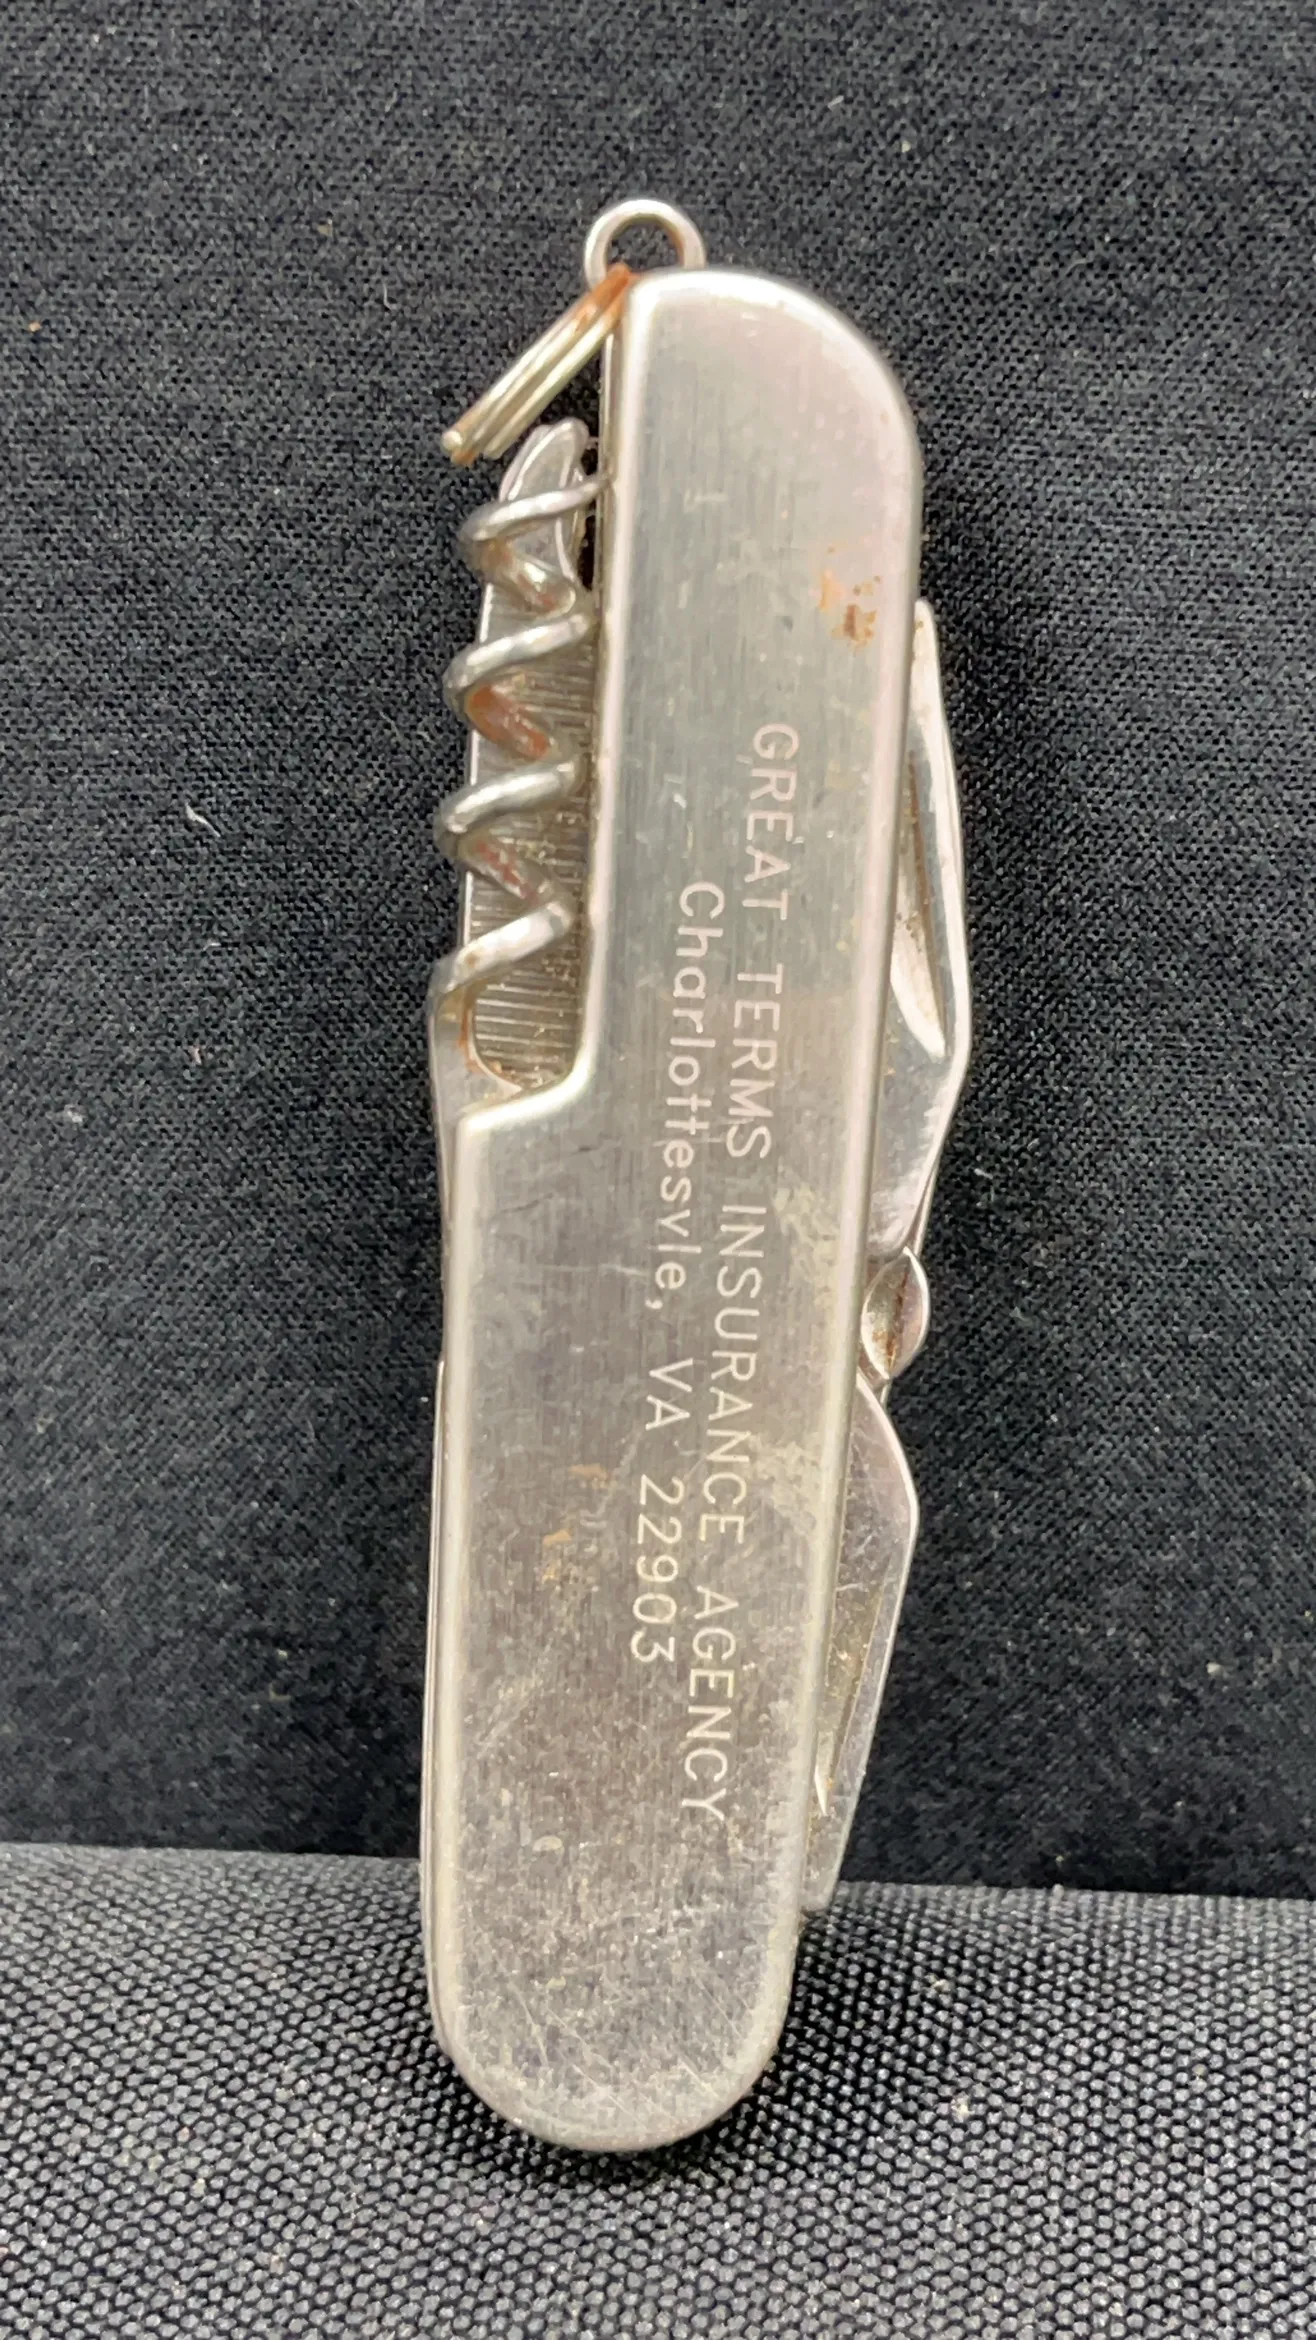 GREAT TERMS INSURANCE AGENCY
Charlottesvle, VA 22903